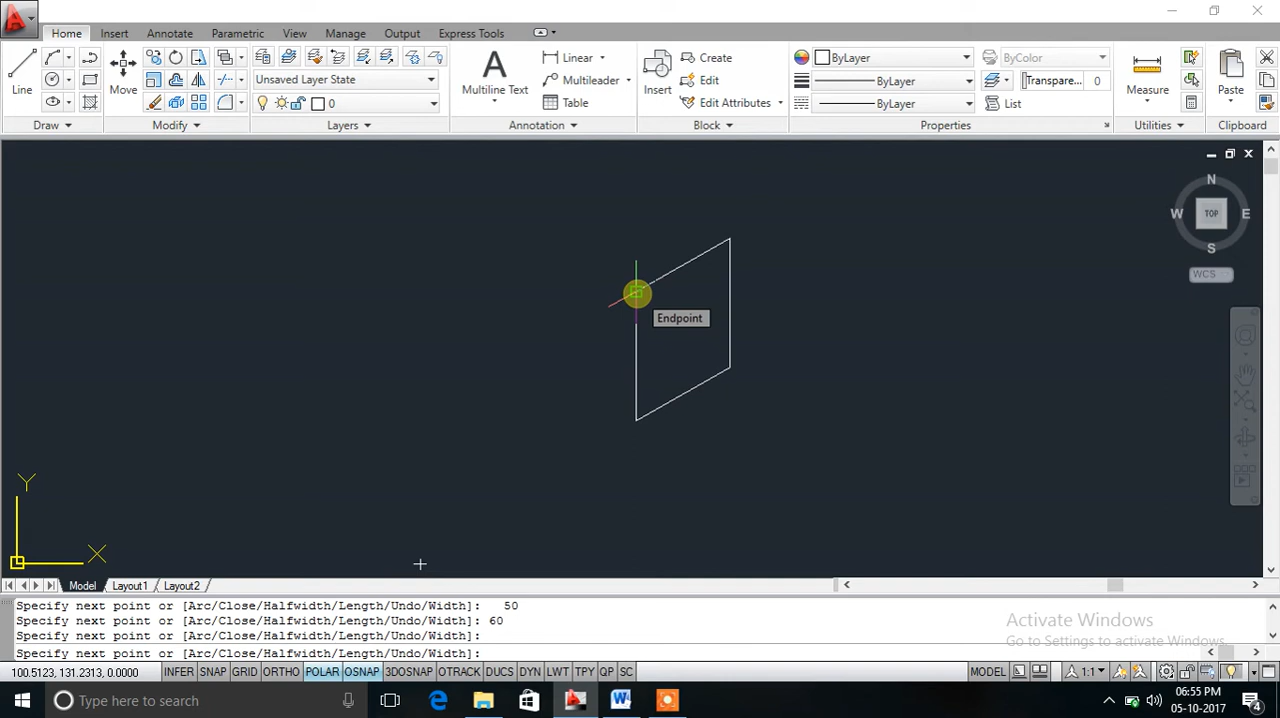 Home Insert Annotate Parametric View Manage Output Express Tools
Line Move Unsaved Layer State 0 Multiline Text Linear Multileader Table Insert Create Edit Edit Attributes ByLayer ByLayer ByLayer ByColor Transpare... 0 List Measure Paste
Draw Modify Layers Annotation Block Properties Utilities Clipboard
N
W TOP E
S
WCS
Endpoint
Y
X
Model Layout1 Layout2
Specify next point or [Arc/Close/Halfwidth/Length/Undo/Width]: 50
Specify next point or [Arc/Close/Halfwidth/Length/Undo/Width]: 60
Specify next point or [Arc/Close/Halfwidth/Length/Undo/Width]:
Specify next point or [Arc/Close/Halfwidth/Length/Undo/Width]:
Activate Windows
Go to Settings to activate Windows.
100.5123, 131.2313, 0.0000 INFER SNAP GRID ORTHO POLAR OSNAP 3DOSNAP OTRACK DUCS DYN LWT TPY QP SC MODEL 1:1
Type here to search
06:55 PM
05-10-2017
4